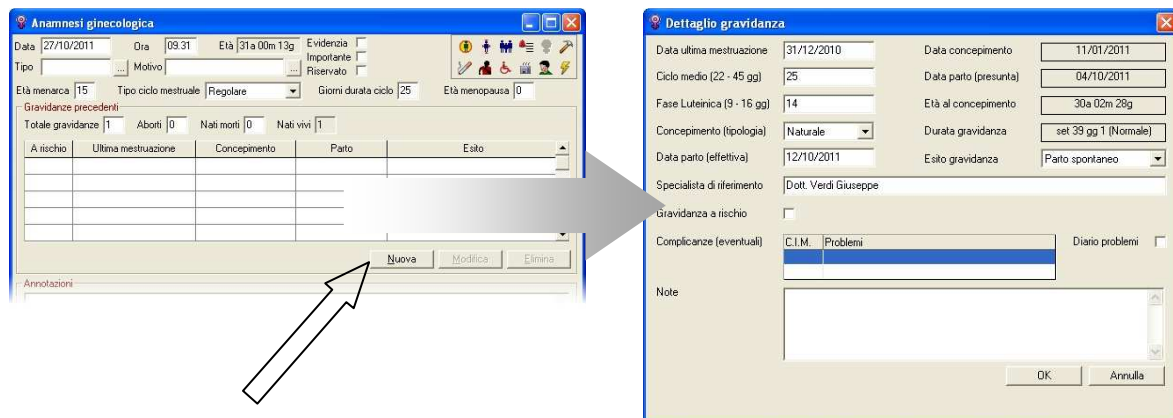 Anamnesi ginecologica
Data 27/10/2011 Ora 09.31 Età 31a 00m 13g Evidenzia
Importante
Tipo ... Motivo ... Riservato
Età menarca 15 Tipo ciclo mestruale Regolare Giorni durata ciclo 25 Età menopausa 0
Gravidanze precedenti
Totale gravidanze 1 Aborti 0 Nati morti 0 Nati vivi 1
A rischio Ultima mestruazione Concepimento Parto Esito
Nuova Modifica Elimina
Annotazioni
Dettaglio gravidanza
Data ultima mestruazione 31/12/2010 Data concepimento 11/01/2011
Ciclo medio (22 - 45 gg) 25 Data parto (presunta) 04/10/2011
Fase Luteinica (9 - 16 gg) 14 Età al concepimento 30a 02m 28g
Concepimento (tipologia) Naturale Durata gravidanza set 39 gg 1 (Normale)
Data parto (effettiva) 12/10/2011 Esito gravidanza Parto spontaneo
Specialista di riferimento Dott. Verdi Giuseppe
Gravidanza a rischio
Complicanze (eventuali) C.I.M. Problemi Diario problemi
Note
OK Annulla